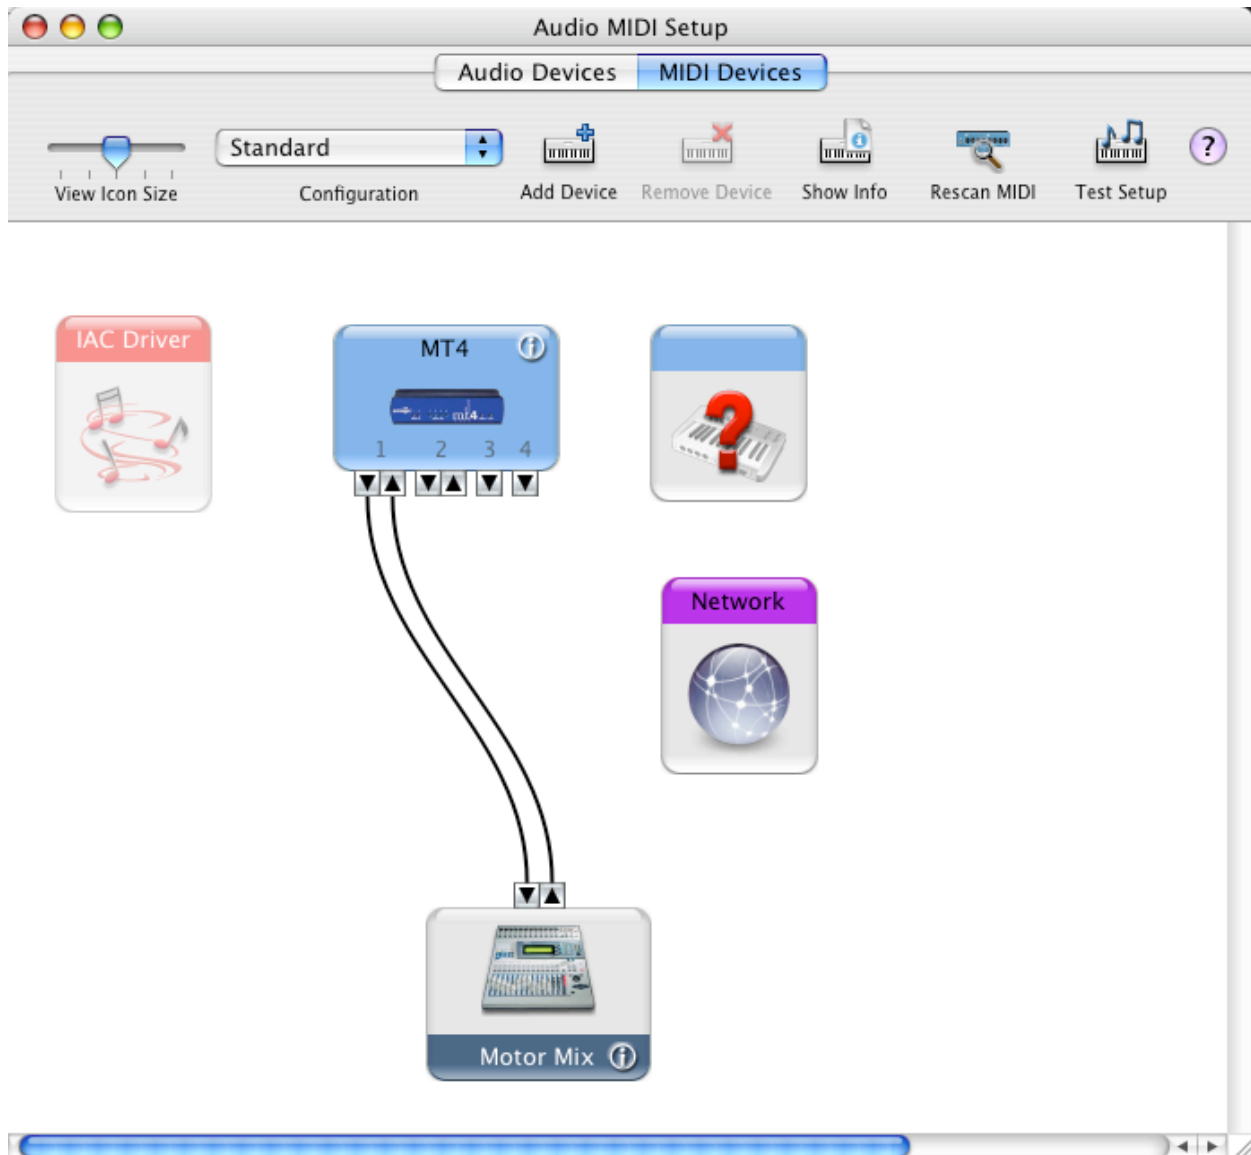 Audio MIDI Setup
Audio Devices MIDI Devices
Standard
?
View Icon Size Configuration Add Device Remove Device Show Info Rescan MIDI Test Setup
IAC Driver
MT4
mt4
1 2 3 4
?
Network
Motor Mix